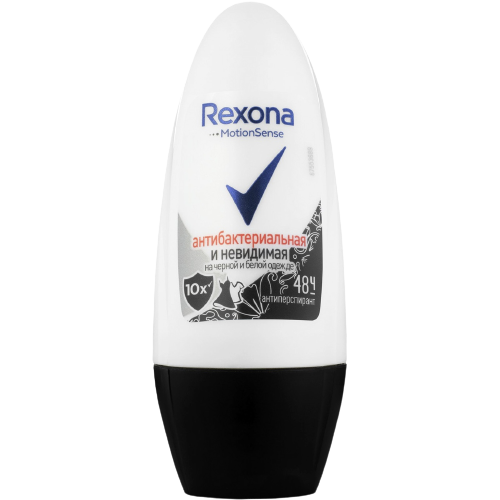 Rexona
MotionSense
антибактериальная
и невидимая
на черной и белой одежде
10x
48ч
антиперспирант